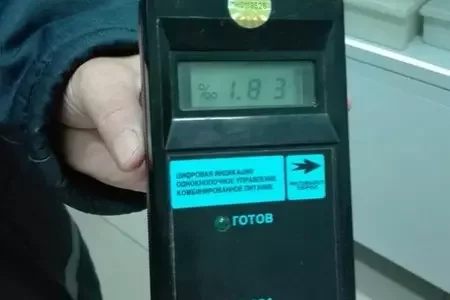 ‰ 1.83
ЦИФРОВАЯ ИНДИКАЦИЯ
ОДНОКНОПОЧНОЕ УПРАВЛЕНИЕ
КОМБИНИРОВАННОЕ ПИТАНИЕ
ГОТОВ